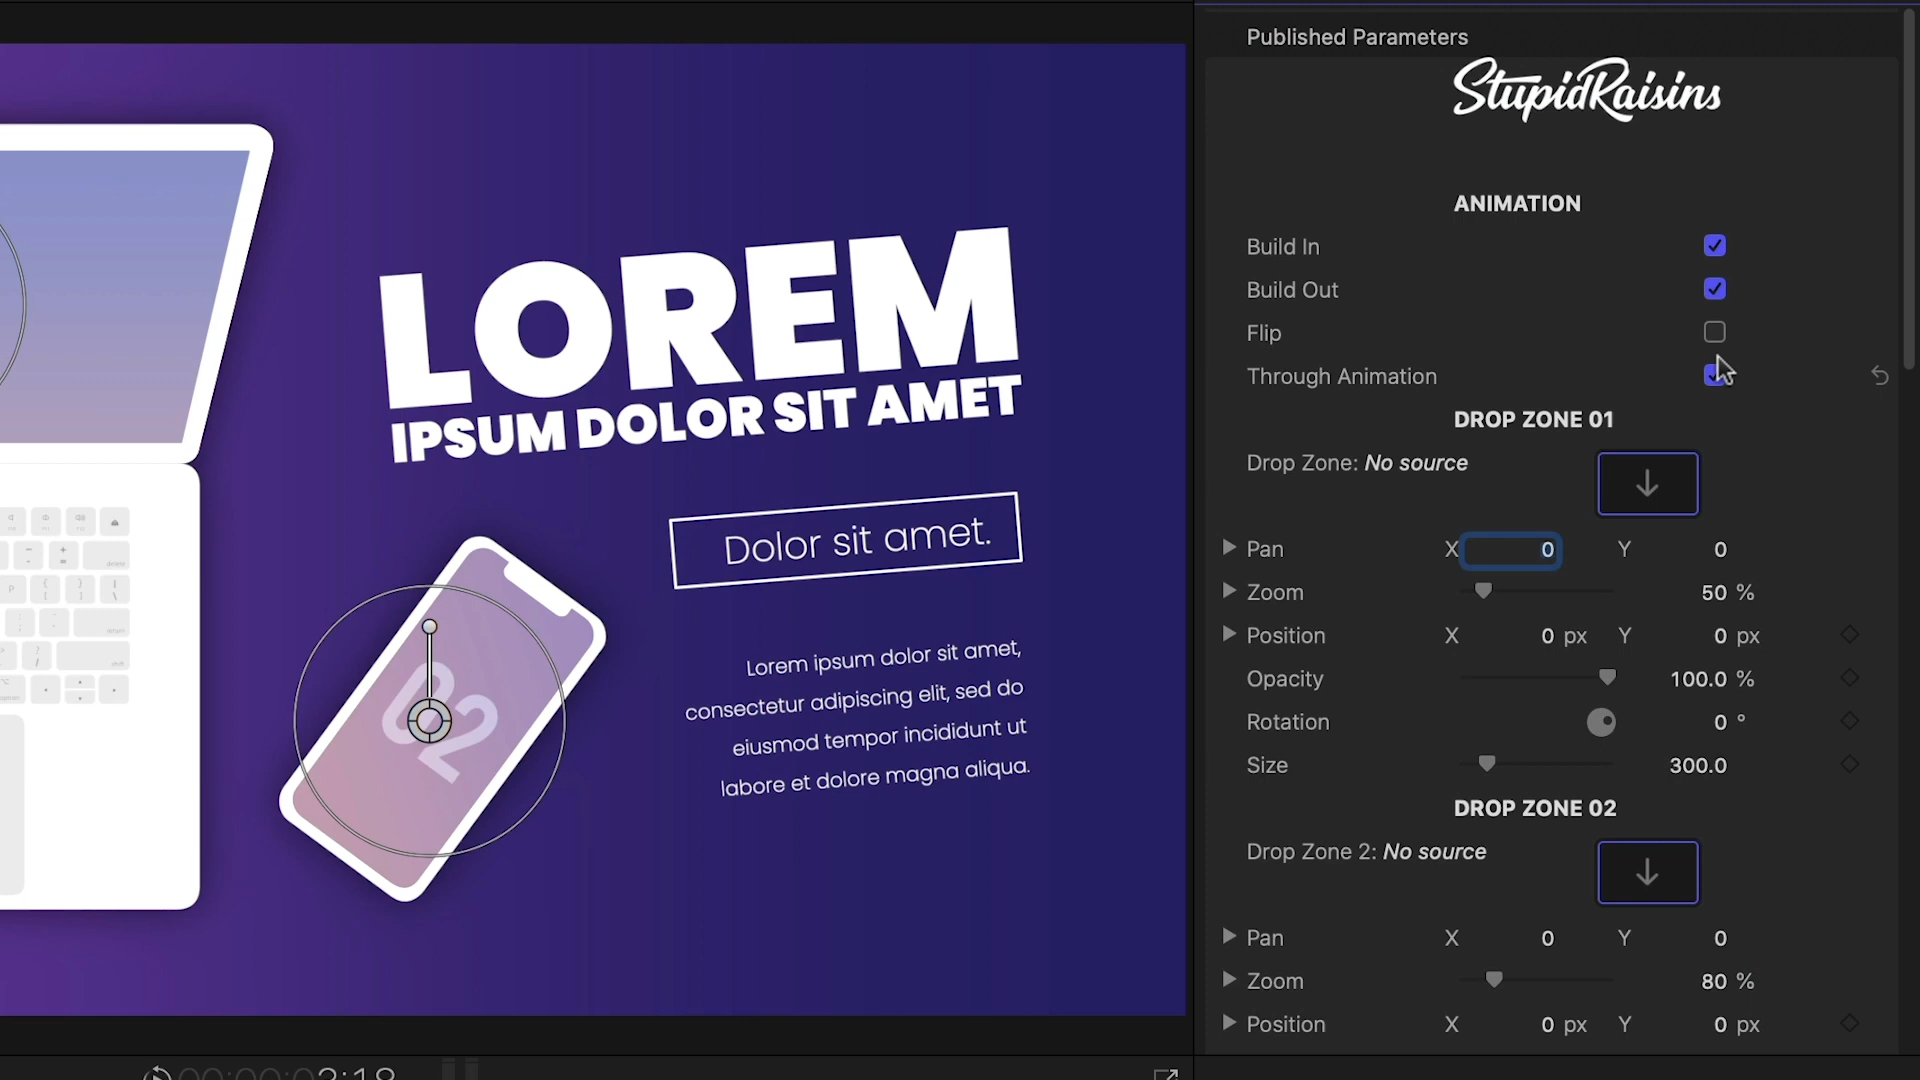 Published Parameters
StupidRaisins
ANIMATION
Build In
Build Out
Flip
Through Animation
DROP ZONE 01
Drop Zone: No source
Pan X 0 Y 0
Zoom 50 %
Position X 0 px Y 0 px
Opacity 100.0 %
Rotation 0 °
Size 300.0
DROP ZONE 02
Drop Zone 2: No source
Pan X 0 Y 0
Zoom 80 %
Position X 0 px Y 0 px
LOREM
IPSUM DOLOR SIT AMET
Dolor sit amet.
Lorem ipsum dolor sit amet,
consectetur adipiscing elit, sed do
eiusmod tempor incididunt ut
labore et dolore magna aliqua.
02
P
delete
return
shift
option